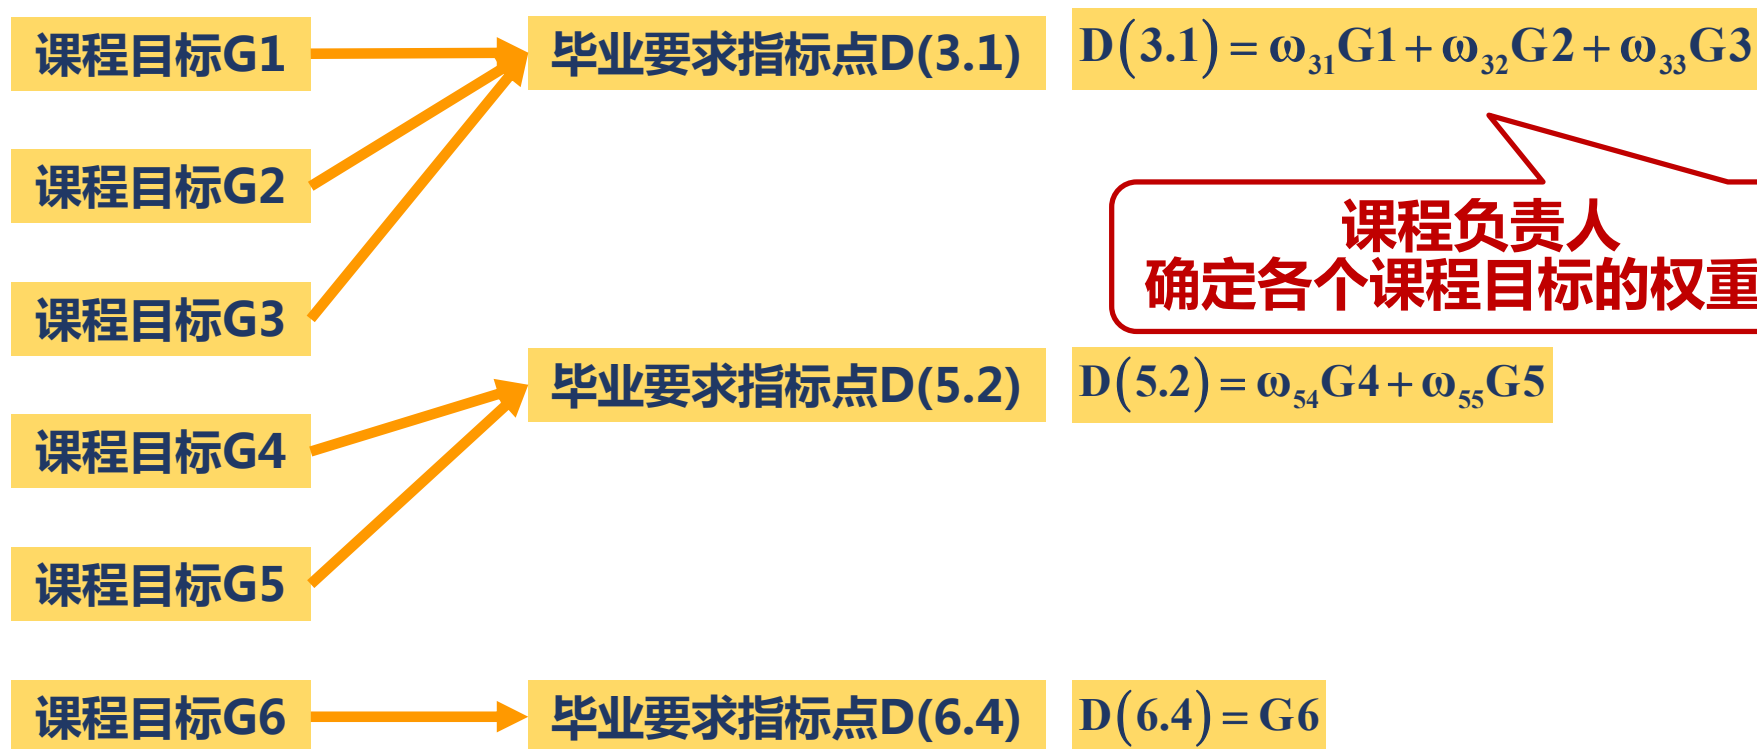 课程目标G1
毕业要求指标点D(3.1)
D(3.1)=ω₃₁G1+ω₃₂G2+ω₃₃G3
课程目标G2
课程负责人
确定各个课程目标的权重
课程目标G3
毕业要求指标点D(5.2)
D(5.2)=ω₅₄G4+ω₅₅G5
课程目标G4
课程目标G5
课程目标G6
毕业要求指标点D(6.4)
D(6.4)=G6